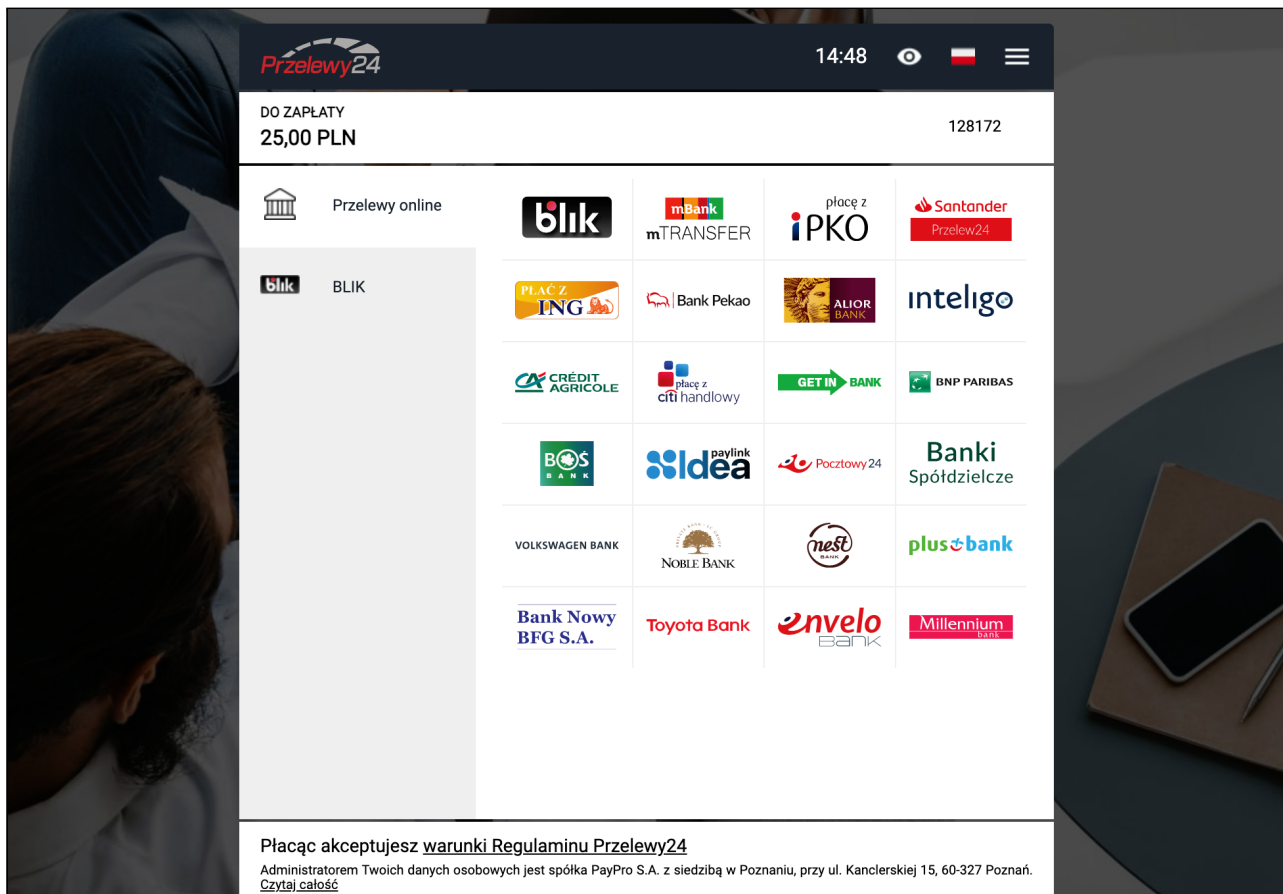 Przelewy24
14:48
DO ZAPŁATY
25,00 PLN
128172
Przelewy online
BLIK
blik
mBank
mTRANSFER
płacę z
iPKO
Santander
Przelew24
PŁAĆ Z
ING
Bank Pekao
ALIOR
BANK
inteligo
CRÉDIT
AGRICOLE
płacę z
citi handlowy
GET IN BANK
BNP PARIBAS
BOŚ
BANK
Idea paylink
Pocztowy24
Banki
Spółdzielcze
VOLKSWAGEN BANK
NOBLE BANK
nest
BANK
plus bank
Bank Nowy
BFG S.A.
Toyota Bank
envelo
BANK
Millennium
bank
Płacąc akceptujesz warunki Regulaminu Przelewy24
Administratorem Twoich danych osobowych jest spółka PayPro S.A. z siedzibą w Poznaniu, przy ul. Kanclerskiej 15, 60-327 Poznań.
Czytaj całość